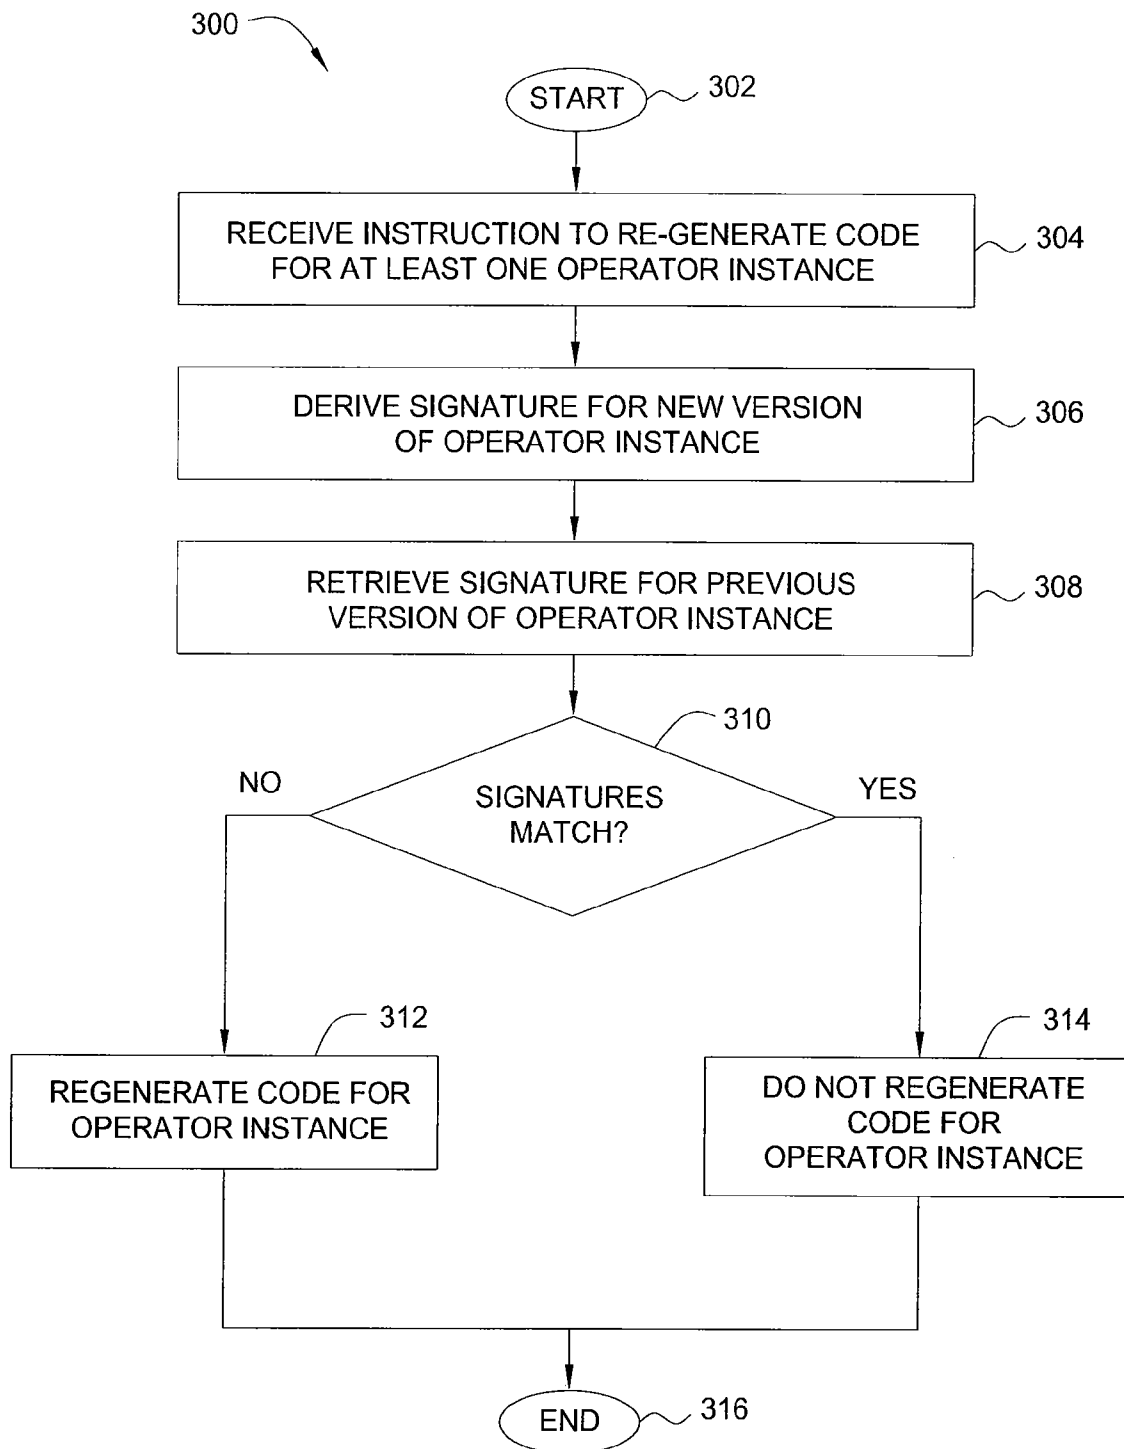 300
START
302
RECEIVE INSTRUCTION TO RE-GENERATE CODE
FOR AT LEAST ONE OPERATOR INSTANCE
304
DERIVE SIGNATURE FOR NEW VERSION
OF OPERATOR INSTANCE
306
RETRIEVE SIGNATURE FOR PREVIOUS
VERSION OF OPERATOR INSTANCE
308
310
NO
SIGNATURES
MATCH?
YES
312
REGENERATE CODE FOR
OPERATOR INSTANCE
314
DO NOT REGENERATE
CODE FOR
OPERATOR INSTANCE
END
316